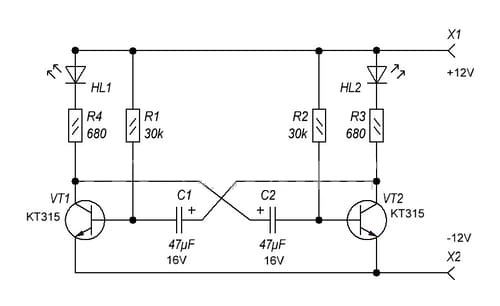 X1
+12V
HL1
HL2
R4
680
R1
30k
R2
30k
R3
680
VT1
KT315
C1
+
47µF
16V
C2
+
47µF
16V
VT2
KT315
-12V
X2